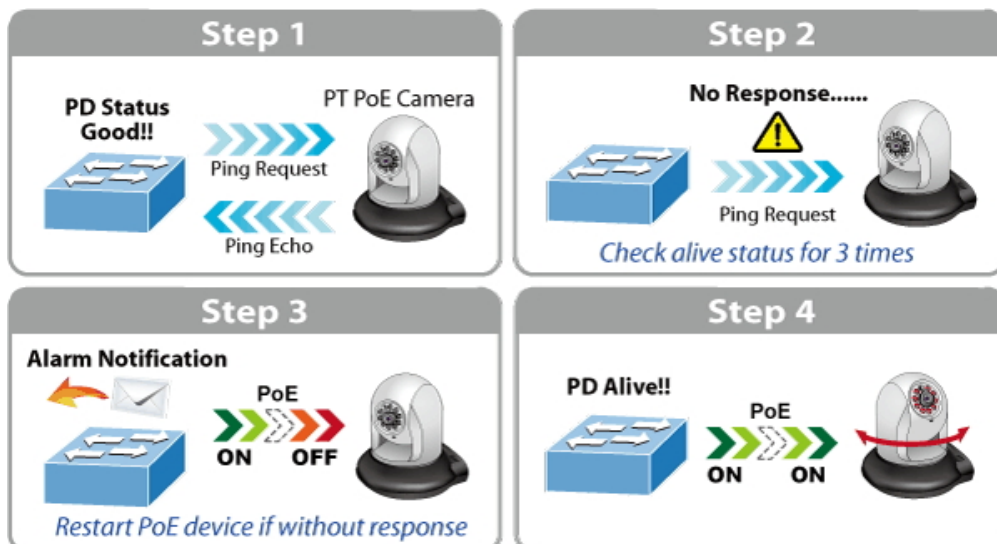 Step 1
PD Status
Good!!
PT PoE Camera
Ping Request
Ping Echo
Step 2
No Response......
Ping Request
Check alive status for 3 times
Step 3
Alarm Notification
PoE
ON
OFF
Restart PoE device if without response
Step 4
PD Alive!!
PoE
ON
ON